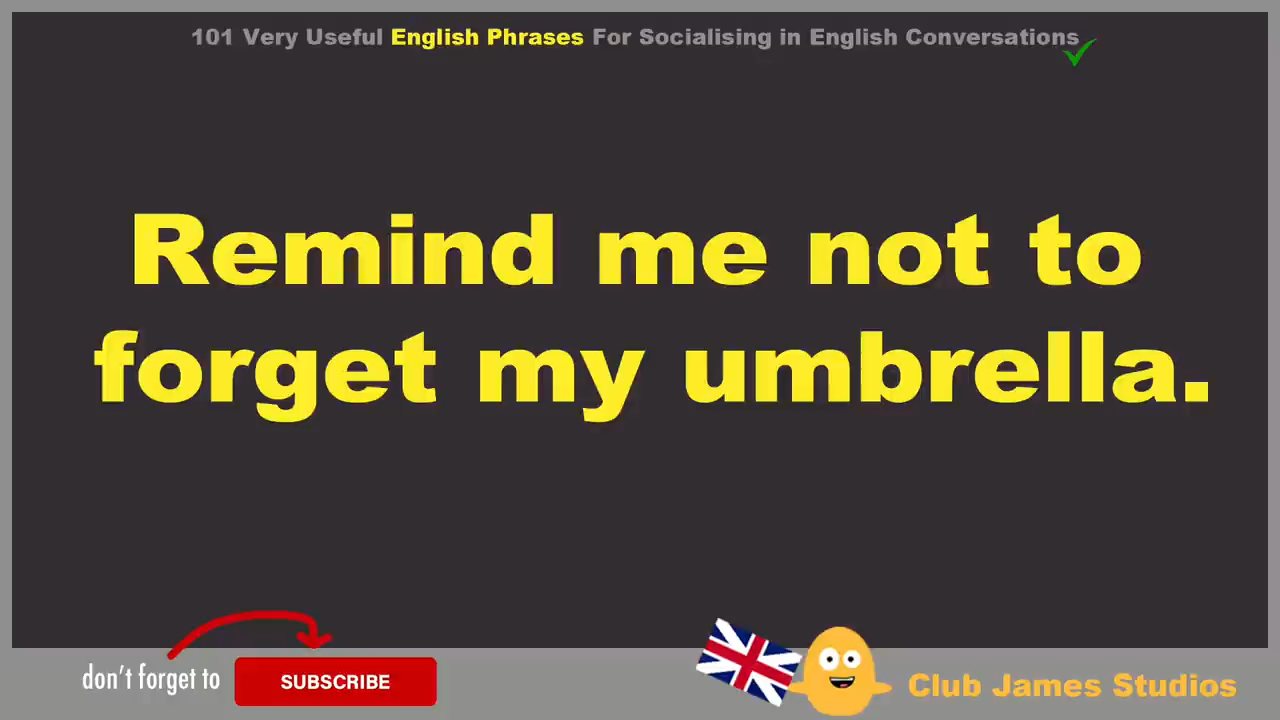 101 Very Useful English Phrases For Socialising in English Conversations
Remind me not to
forget my umbrella.
don't forget to
SUBSCRIBE
Club James Studios